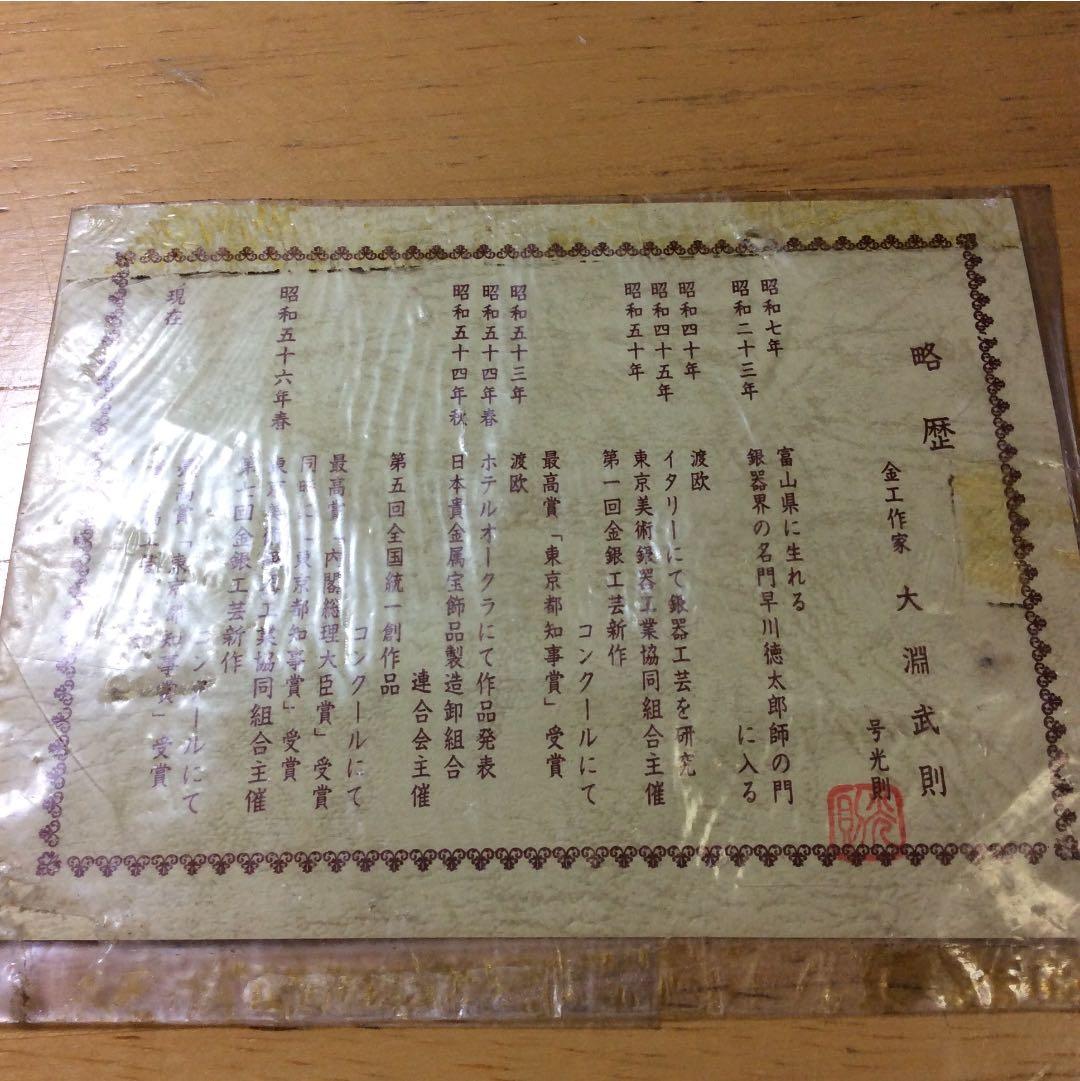 略歴
金工作家 大淵武則
号光則
昭和七年 富山県に生れる
昭和二十三年 銀器界の名門早川徳太郎師の門
に入る
昭和四十年 渡欧
昭和四十五年 イタリーにて銀器工芸を研究
昭和五十年 東京美術銀器工業協同組合主催
第一回金銀工芸新作
コンクールにて
最高賞「東京都知事賞」受賞
昭和五十三年 渡欧
昭和五十四年春 ホテルオークラにて作品発表
昭和五十四年秋 日本貴金属宝飾品製造卸組合
連合会主催
第五回全国統一創作品
コンクールにて
最高賞「内閣総理大臣賞」受賞
同時に「東京都知事賞」受賞
昭和五十六年春 東京美術銀器工業協同組合主催
回金銀工芸新作
コンクールにて
最高賞「東京都知事賞」受賞
現在